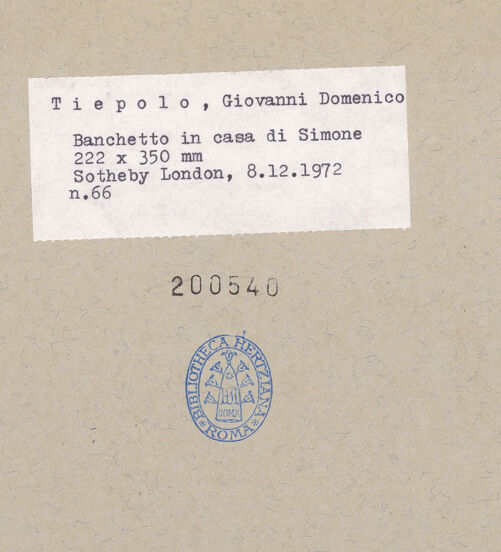 T i e p o l o , Giovanni Domenico
Banchetto in casa di Simone
222 x 350 mm
Sotheby London, 8.12.1972
n.66
200540
*BIBLIOTHECA HERTZIANA*
ROMA
ROMA